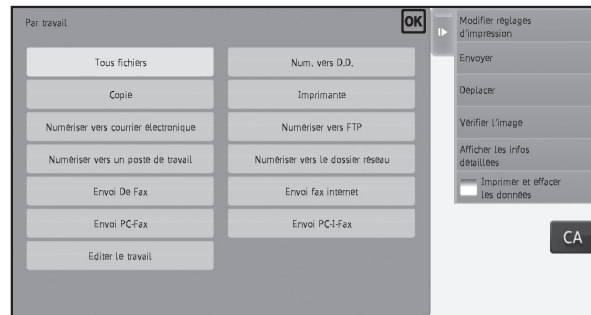 Par travail
OK
Tous fichiers
Num. vers D.D.
Copie
Imprimante
Numériser vers courrier électronique
Numériser vers FTP
Numériser vers un poste de travail
Numériser vers le dossier réseau
Envoi De Fax
Envoi fax internet
Envoi PC-Fax
Envoi PC-I-Fax
Editer le travail
Modifier réglages
d'impression
Envoyer
Déplacer
Vérifier l'image
Afficher les infos
détaillées
Imprimer et effaçer
les données
CA